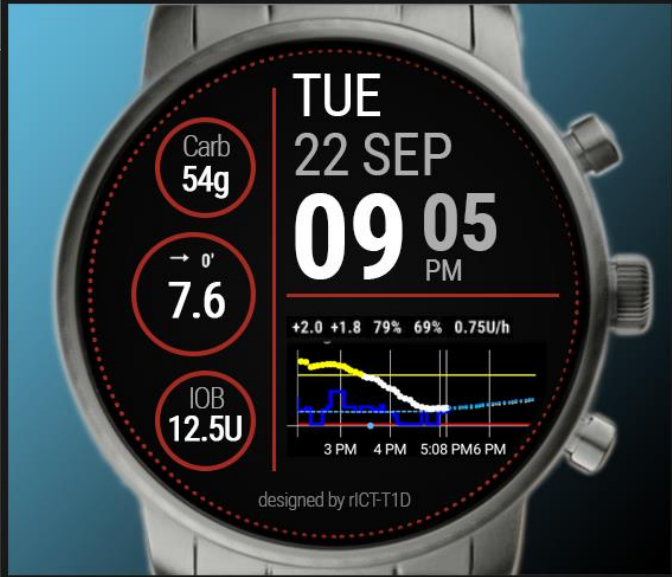 TUE
22 SEP
09 05
PM
Carb
54g
→ 0'
7.6
IOB
12.5U
+2.0 +1.8 79% 69% 0.75U/h
3 PM 4 PM 5:08 PM 6 PM
designed by rICT-T1D